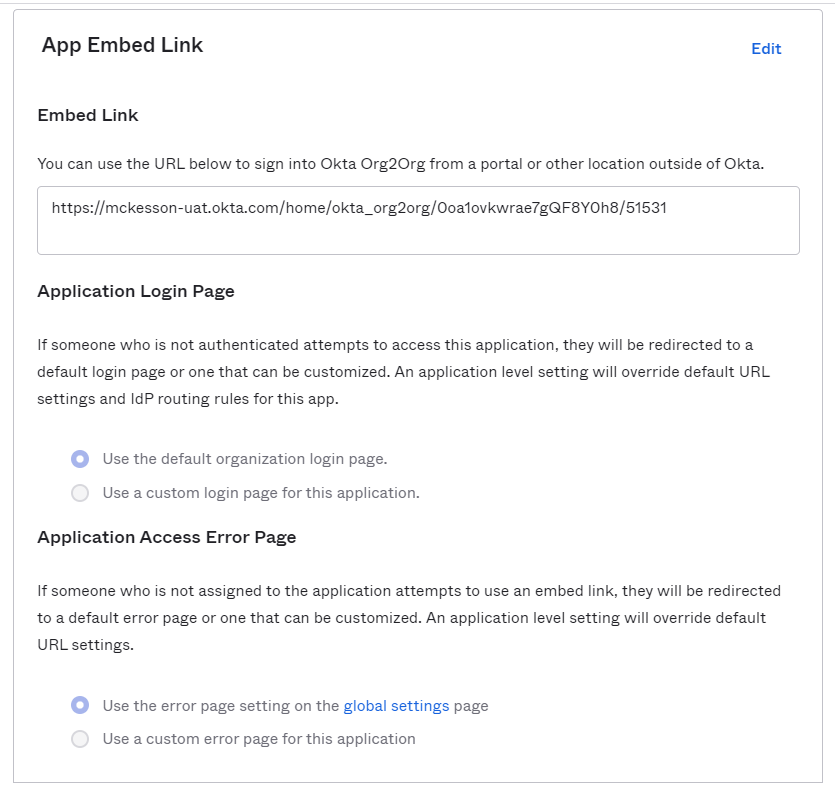 App Embed Link
Edit
Embed Link
You can use the URL below to sign into Okta Org2Org from a portal or other location outside of Okta.
https://mckesson-uat.okta.com/home/okta_org2org/0oa1ovkwrae7gQF8Y0h8/51531
Application Login Page
If someone who is not authenticated attempts to access this application, they will be redirected to a
default login page or one that can be customized. An application level setting will override default URL
settings and IdP routing rules for this app.
Use the default organization login page.
Use a custom login page for this application.
Application Access Error Page
If someone who is not assigned to the application attempts to use an embed link, they will be redirected
to a default error page or one that can be customized. An application level setting will override default
URL settings.
Use the error page setting on the global settings page
Use a custom error page for this application